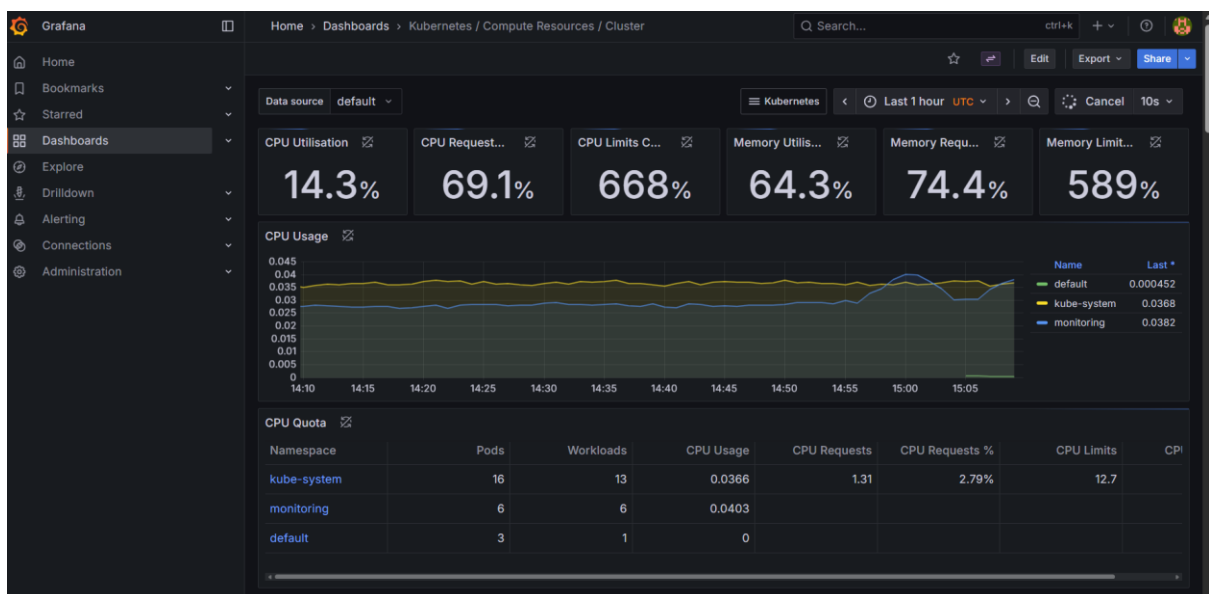 Grafana
Home › Dashboards › Kubernetes / Compute Resources / Cluster
Search...
ctrl+k
Home
Bookmarks
Starred
Dashboards
Explore
Drilldown
Alerting
Connections
Administration
Edit
Export
Share
Data source default
Kubernetes
Last 1 hour UTC
Cancel 10s
CPU Utilisation
14.3%
CPU Request...
69.1%
CPU Limits C...
668%
Memory Utilis...
64.3%
Memory Requ...
74.4%
Memory Limit...
589%
CPU Usage
0.045
0.04
0.035
0.03
0.025
0.02
0.015
0.01
0.005
0
14:10 14:15 14:20 14:25 14:30 14:35 14:40 14:45 14:50 14:55 15:00 15:05
Name Last *
default 0.000452
kube-system 0.0368
monitoring 0.0382
CPU Quota
Namespace Pods Workloads CPU Usage CPU Requests CPU Requests % CPU Limits CPI
kube-system 16 13 0.0366 1.31 2.79% 12.7
monitoring 6 6 0.0403
default 3 1 0